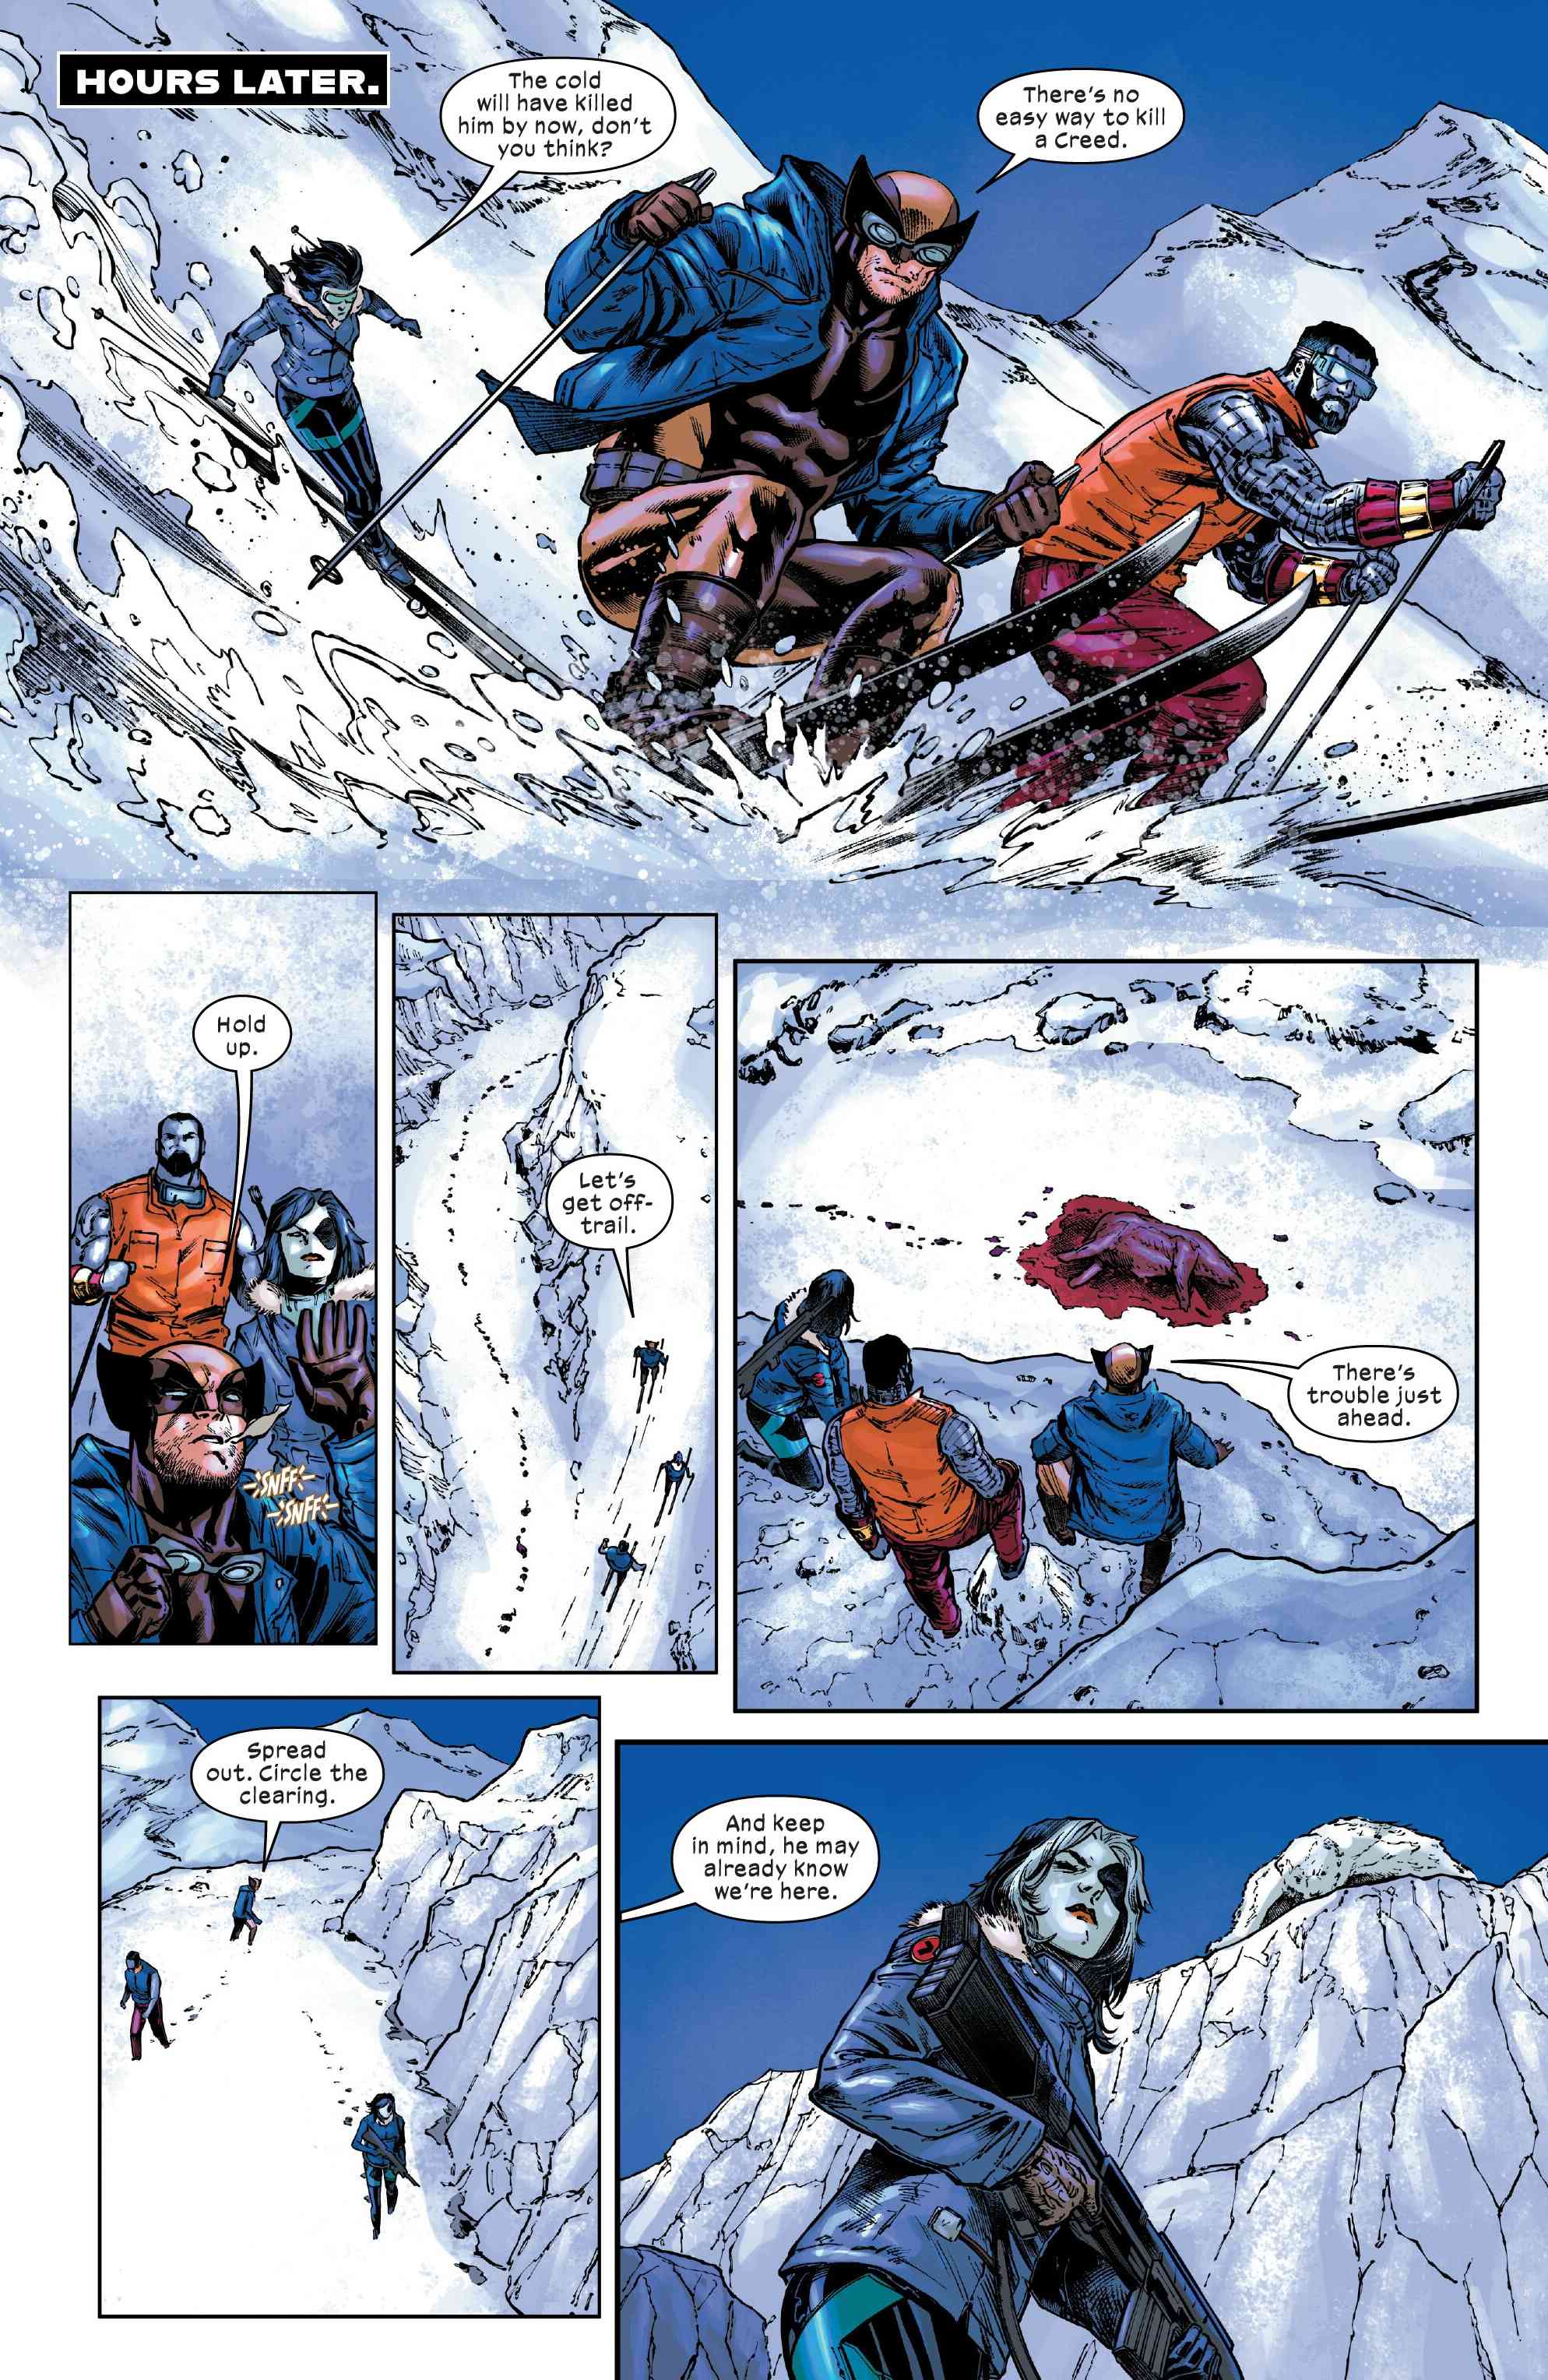 HOURS LATER.
The cold
will have killed
him by now, don't
you think?
There's no
easy way to kill
a Creed.
Hold
up.
SNFF
SNFF
Let's
get off-
trail.
There's
trouble just
ahead.
Spread
out. Circle the
clearing.
And keep
in mind, he may
already know
we're here.